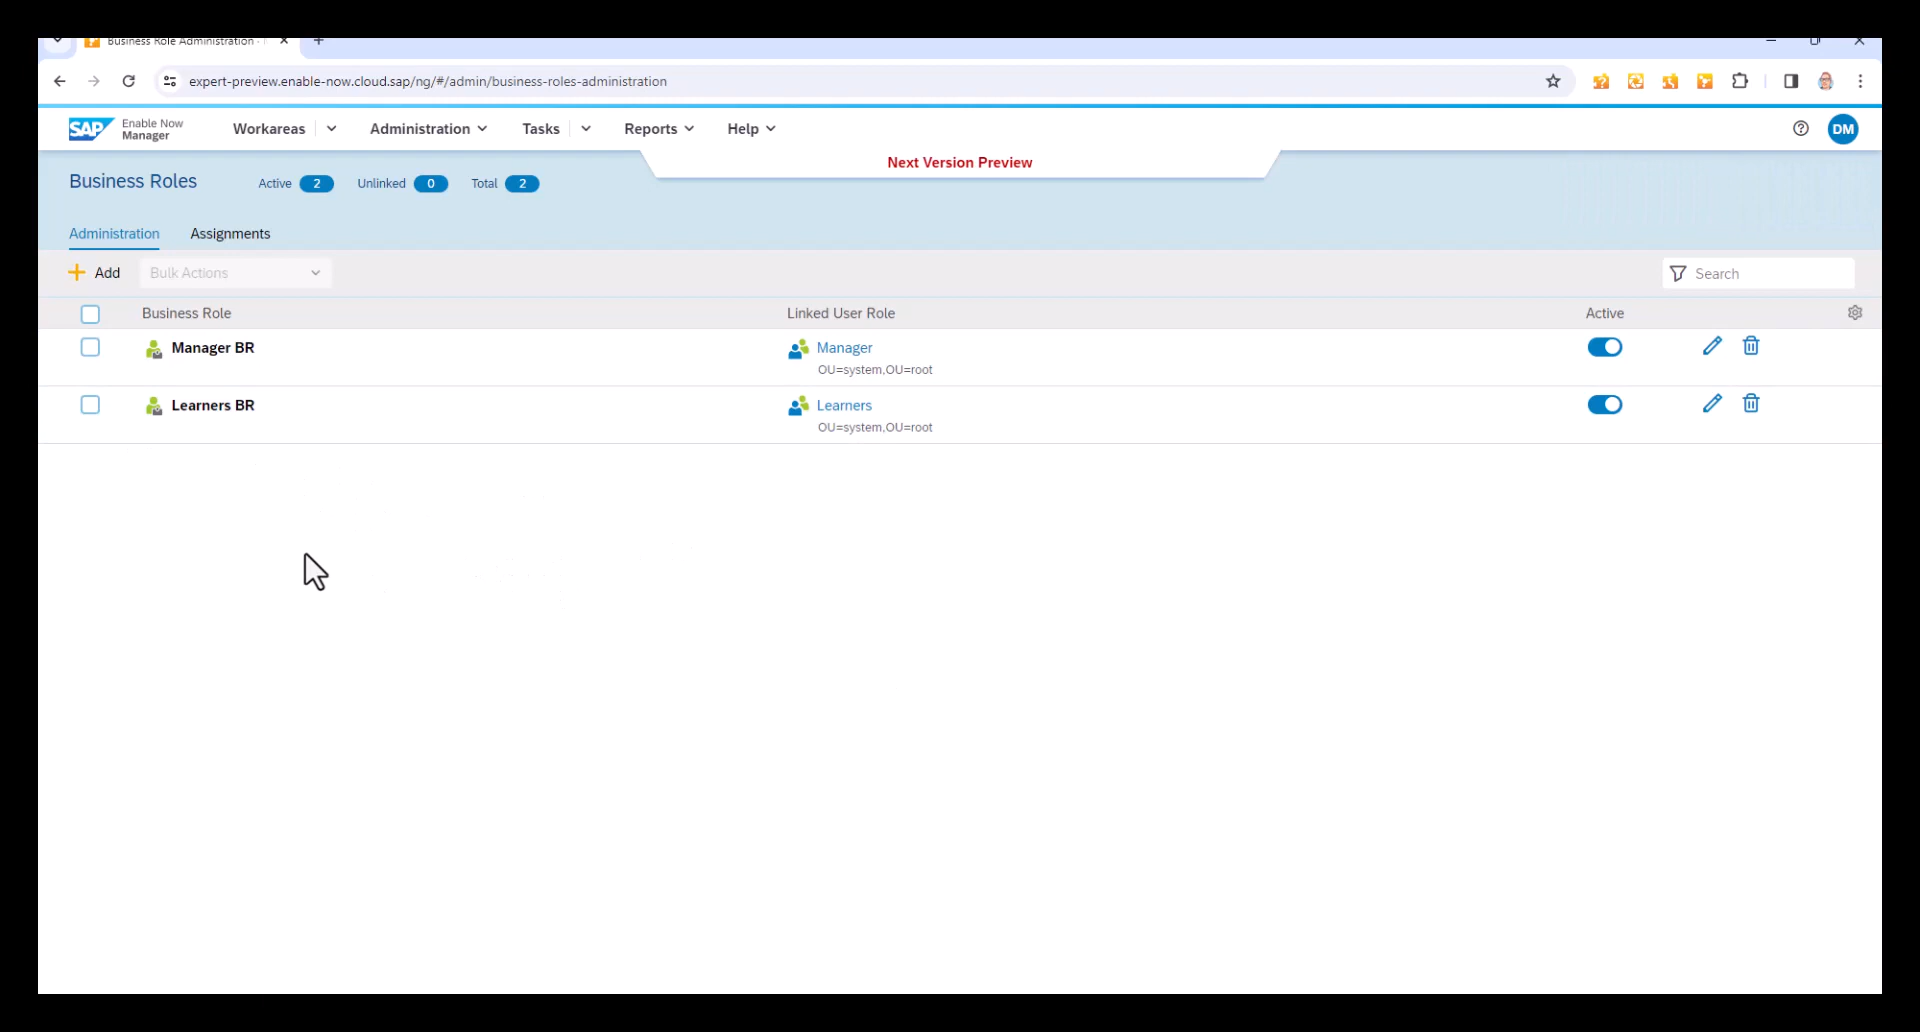 Business Role Administration -
expert-preview.enable-now.cloud.sap/ng/#/admin/business-roles-administration
SAP Enable Now Manager Workareas Administration Tasks Reports Help DM
Next Version Preview
Business Roles Active 2 Unlinked 0 Total 2
Administration Assignments
Add Bulk Actions Search
Business Role Linked User Role Active
Manager BR Manager
OU=system,OU=root
Learners BR Learners
OU=system,OU=root